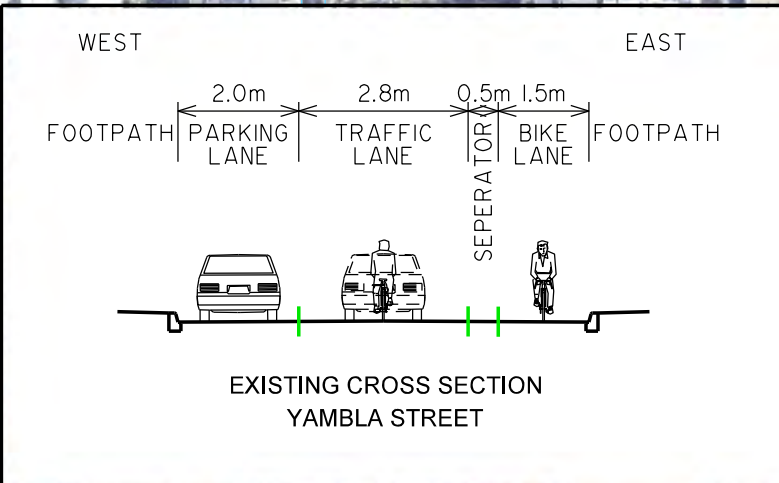 WEST EAST
2.0m 2.8m 0.5m 1.5m
FOOTPATH PARKING LANE TRAFFIC LANE SEPERATOR BIKE LANE FOOTPATH
EXISTING CROSS SECTION
YAMBLA STREET